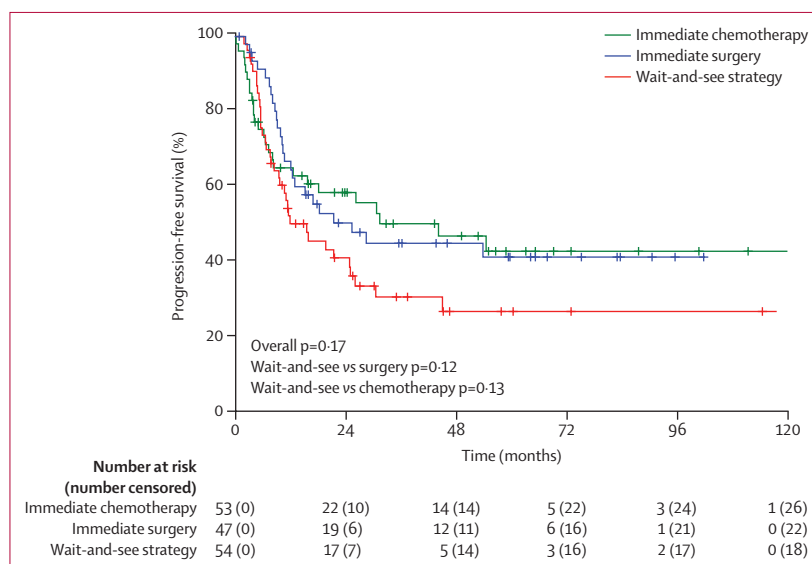 100
80
60
40
20
0
Progression-free survival (%)
Immediate chemotherapy
Immediate surgery
Wait-and-see strategy
Overall p=0·17
Wait-and-see vs surgery p=0·12
Wait-and-see vs chemotherapy p=0·13
0 24 48 72 96 120
Time (months)
Number at risk
(number censored)
Immediate chemotherapy 53 (0) 22 (10) 14 (14) 5 (22) 3 (24) 1 (26)
Immediate surgery 47 (0) 19 (6) 12 (11) 6 (16) 1 (21) 0 (22)
Wait-and-see strategy 54 (0) 17 (7) 5 (14) 3 (16) 2 (17) 0 (18)